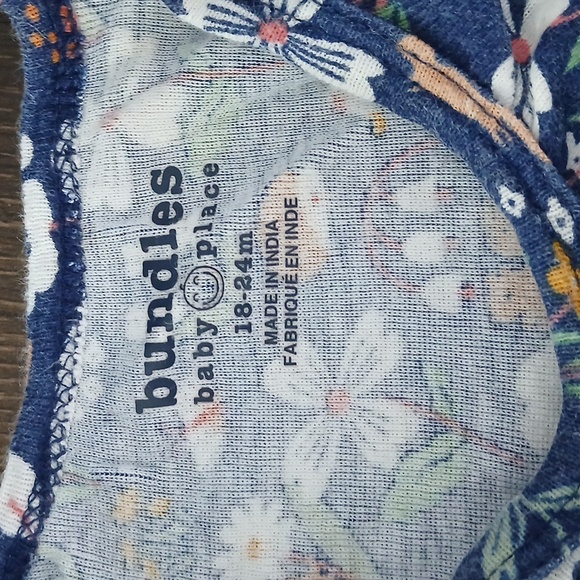 bundles
baby place
18-24m
MADE IN INDIA
FABRIQUÉ EN INDE